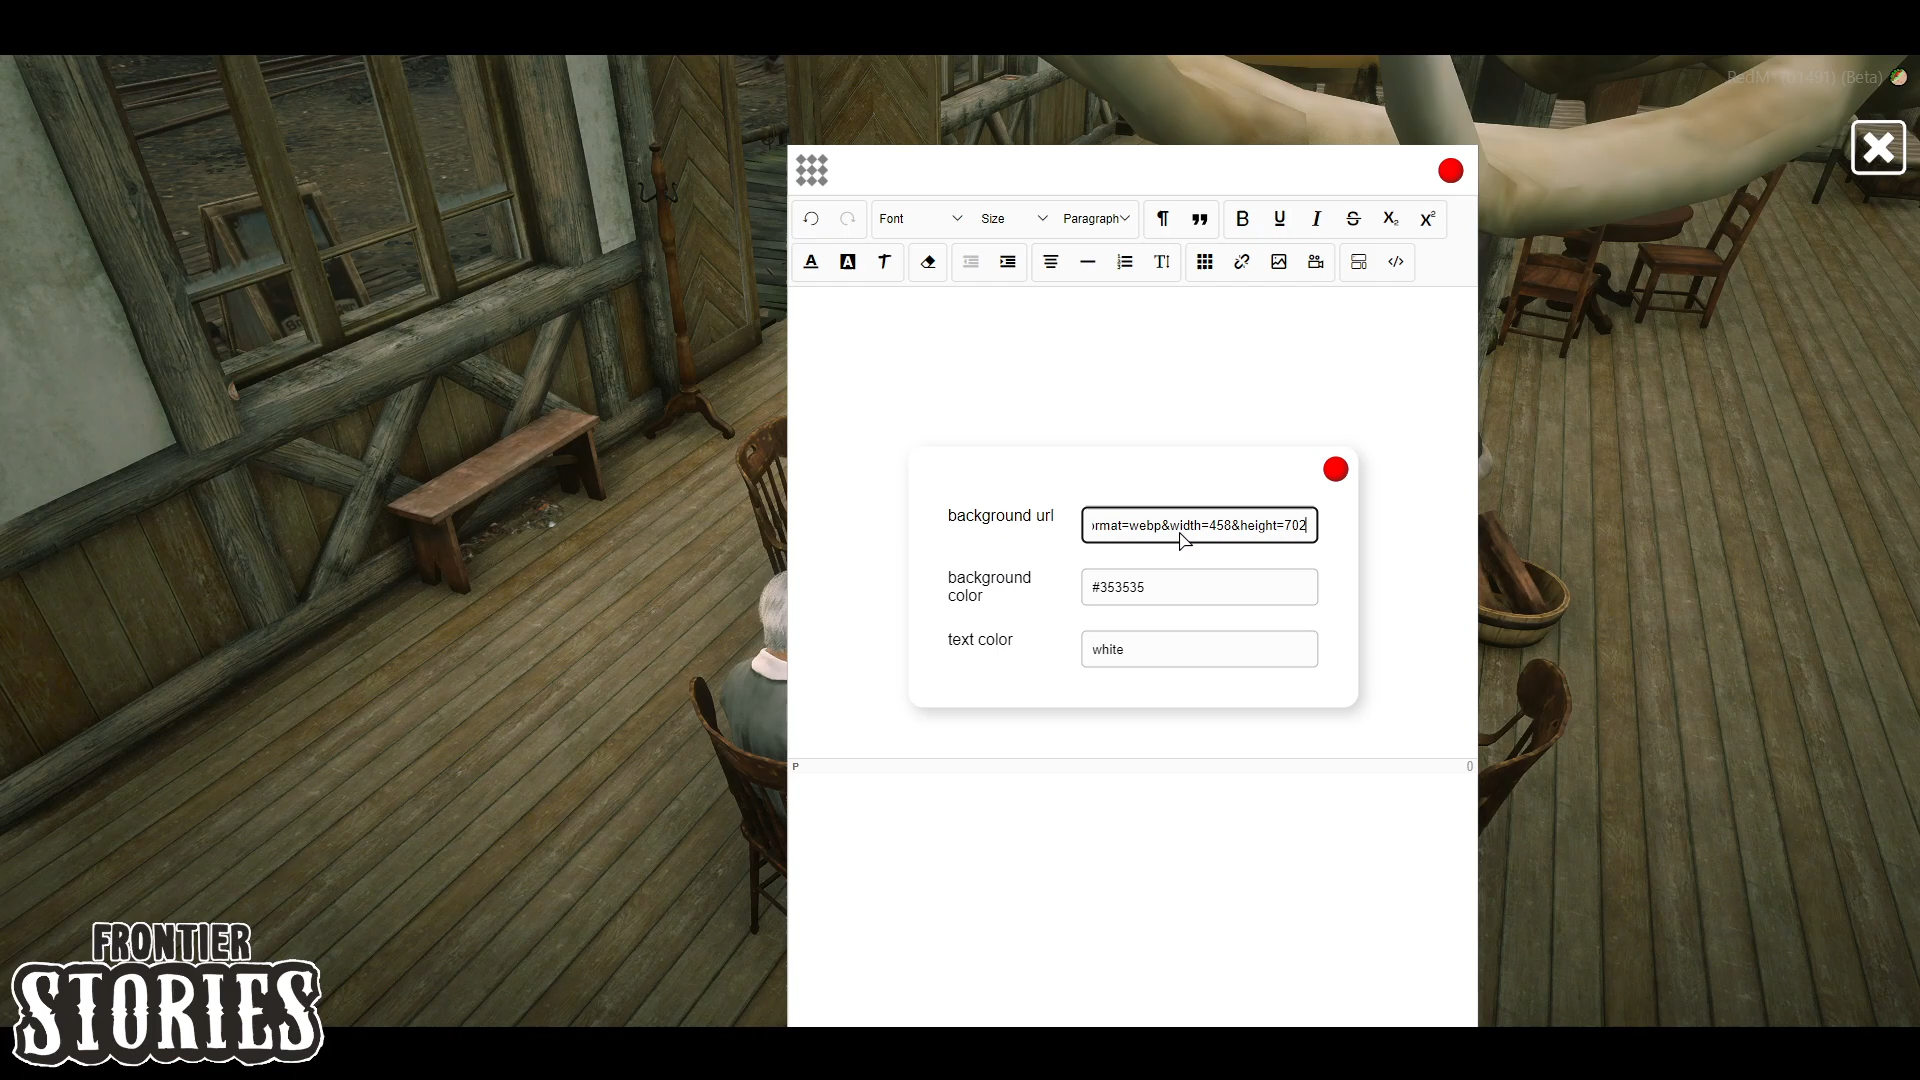 Font
Size
Paragraph
background url
ormat=webp&width=458&height=702
background
color
#353535
text color
white
P
0
FRONTIER
STORIES